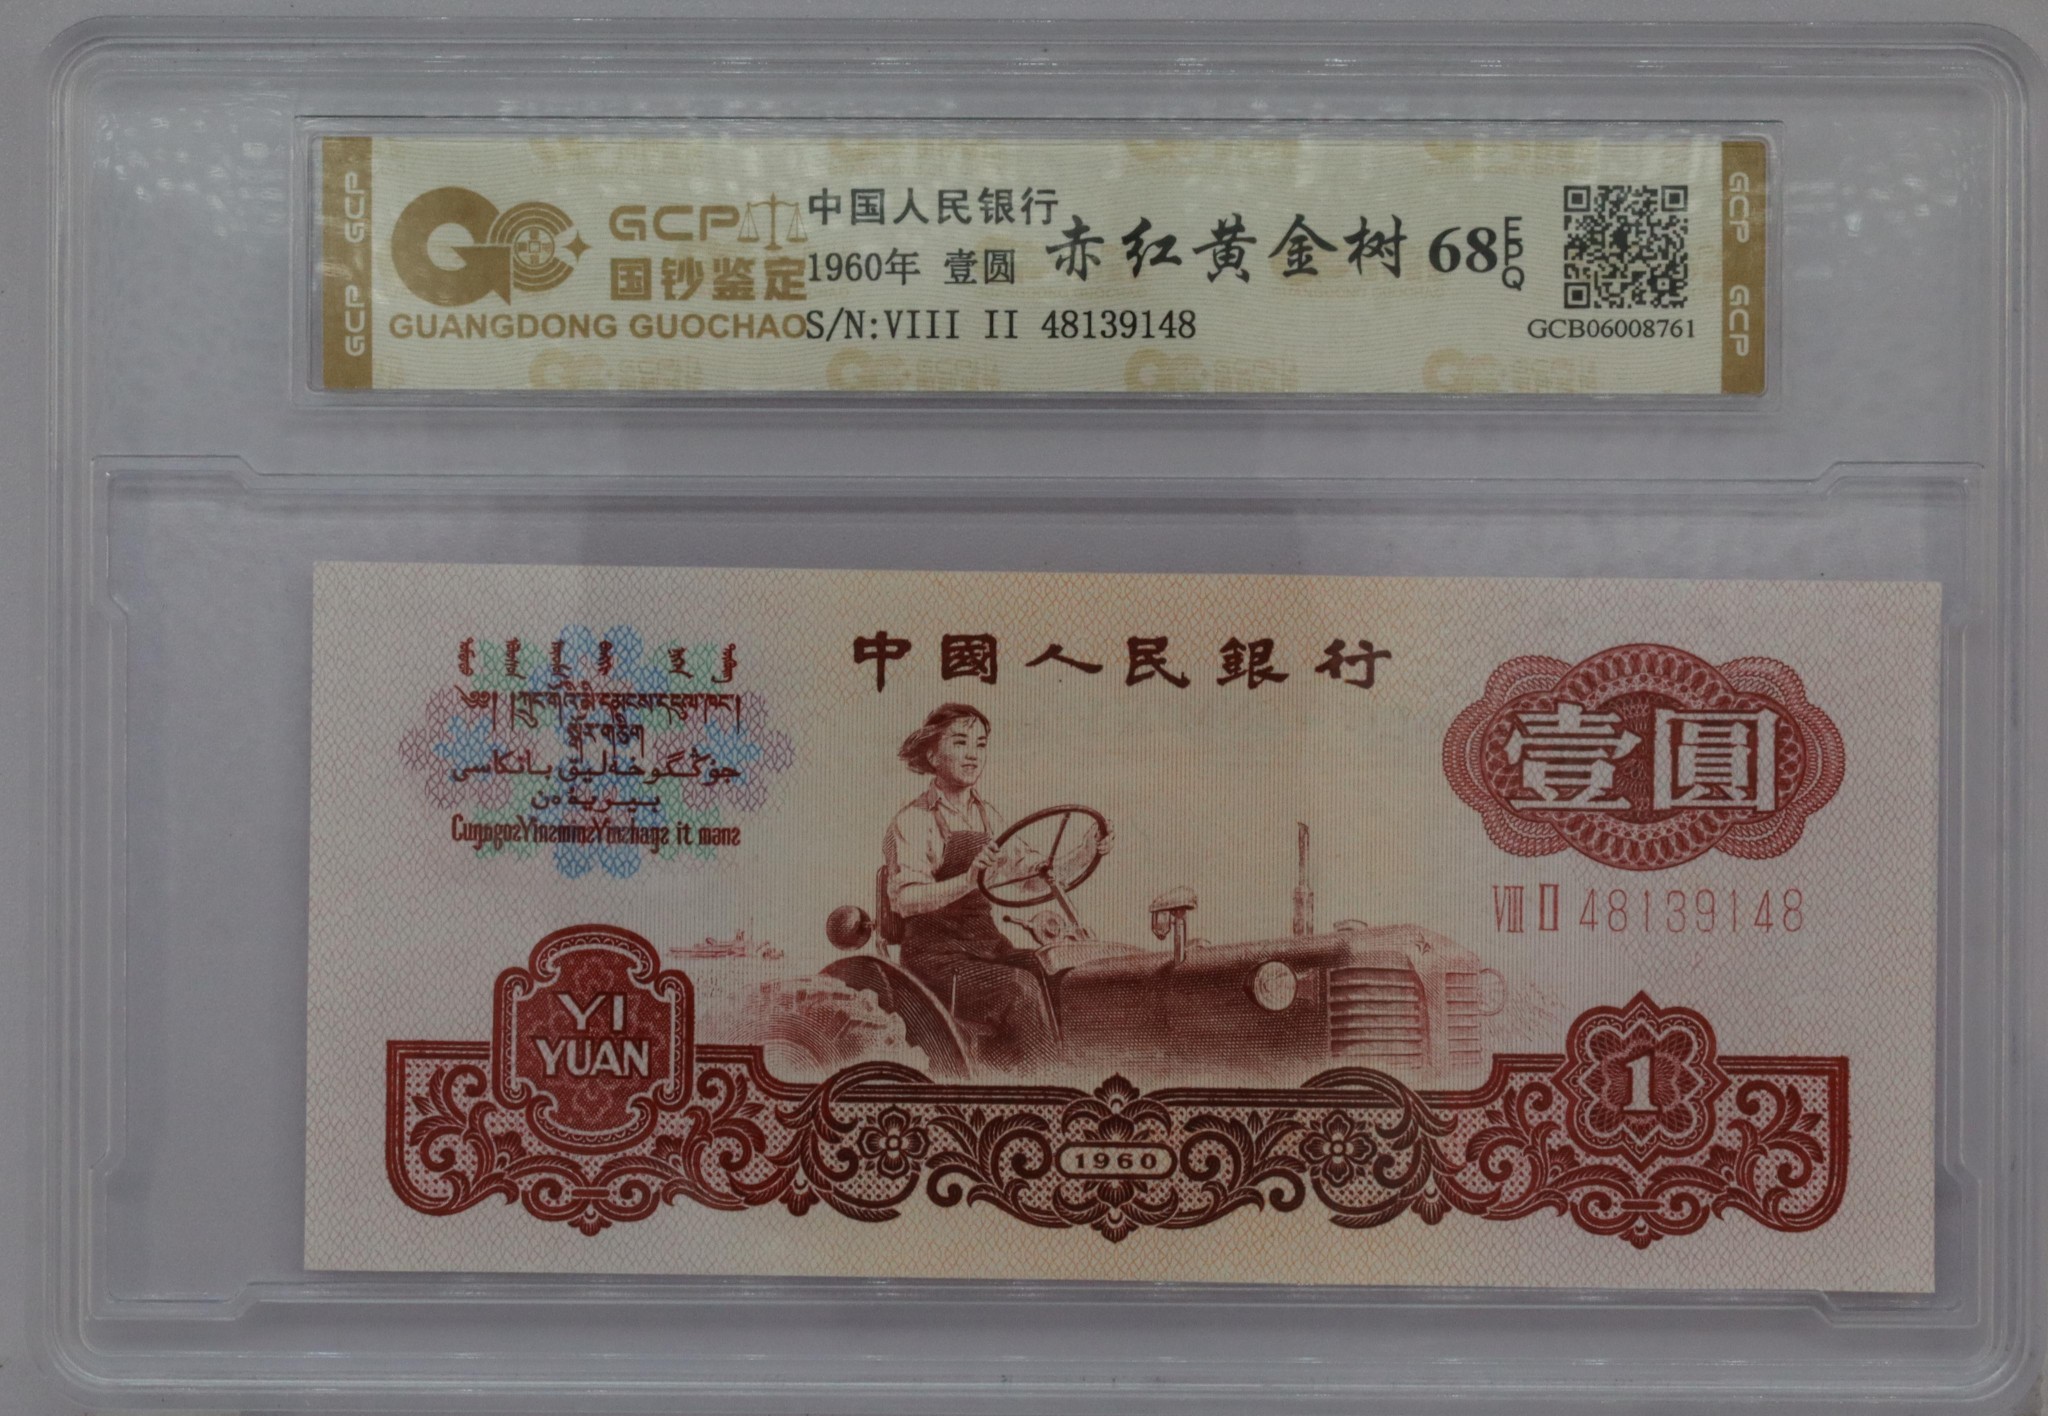 GCP
国钞鉴定
GUANGDONG GUOCHAO
中国人民银行
1960年 壹圆
赤红黄金树 68 EPQ
S/N:VIII II 48139148
GCB06008761
GCP GCP
GCP GCP
中國人民銀行
壹圓
VIII II 48139148
YI
YUAN
1960
1